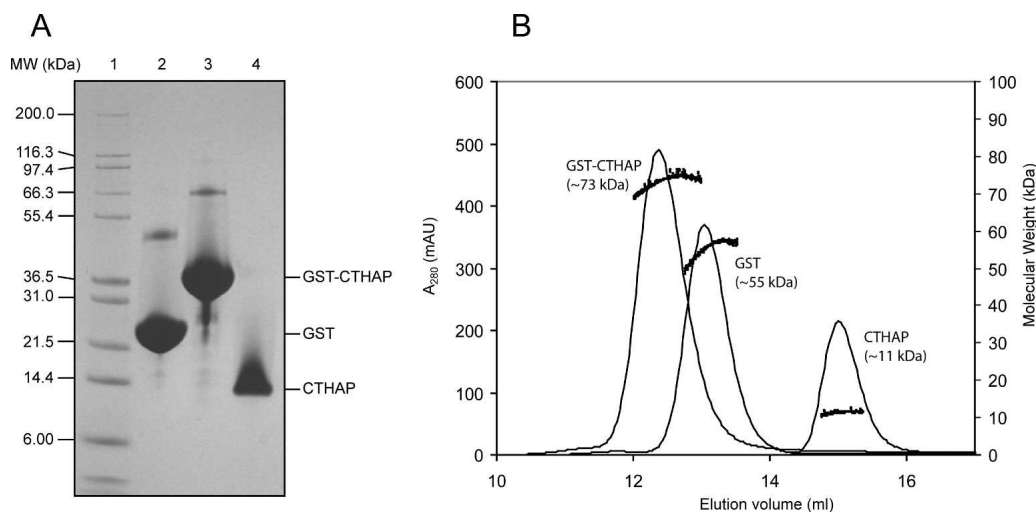 A
B
MW (kDa) 1 2 3 4
200.0
116.3
97.4
66.3
55.4
36.5
31.0
21.5
14.4
6.00
GST-CTHAP
GST
CTHAP
600
500
400
300
200
100
0
A280 (mAU)
100
90
80
70
60
50
40
30
20
10
0
Molecular Weight (kDa)
GST-CTHAP
(~73 kDa)
GST
(~55 kDa)
CTHAP
(~11 kDa)
10 12 14 16
Elution volume (ml)